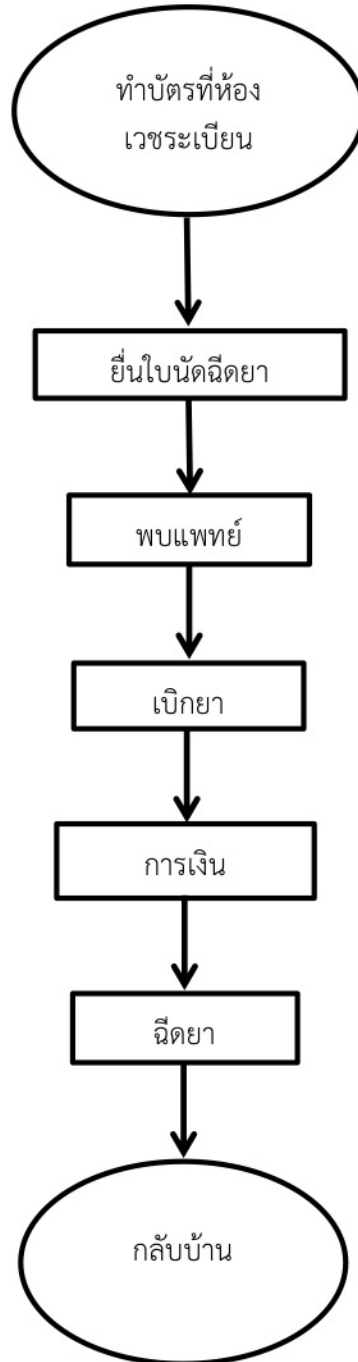 ทำบัตรที่ห้อง
เวชระเบียน
ยื่นใบนัดฉีดยา
พบแพทย์
เบิกยา
การเงิน
ฉีดยา
กลับบ้าน